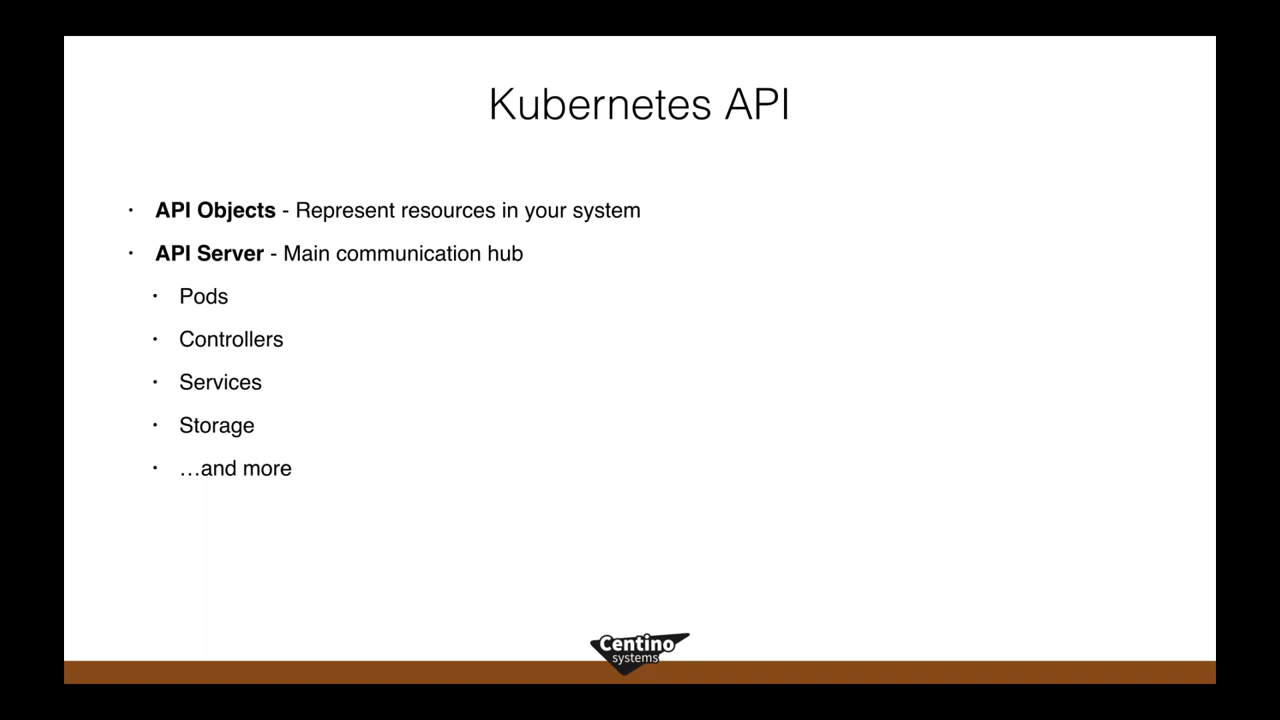 Kubernetes API
· API Objects - Represent resources in your system
· API Server - Main communication hub
· Pods
· Controllers
· Services
· Storage
· …and more
Centino
systems